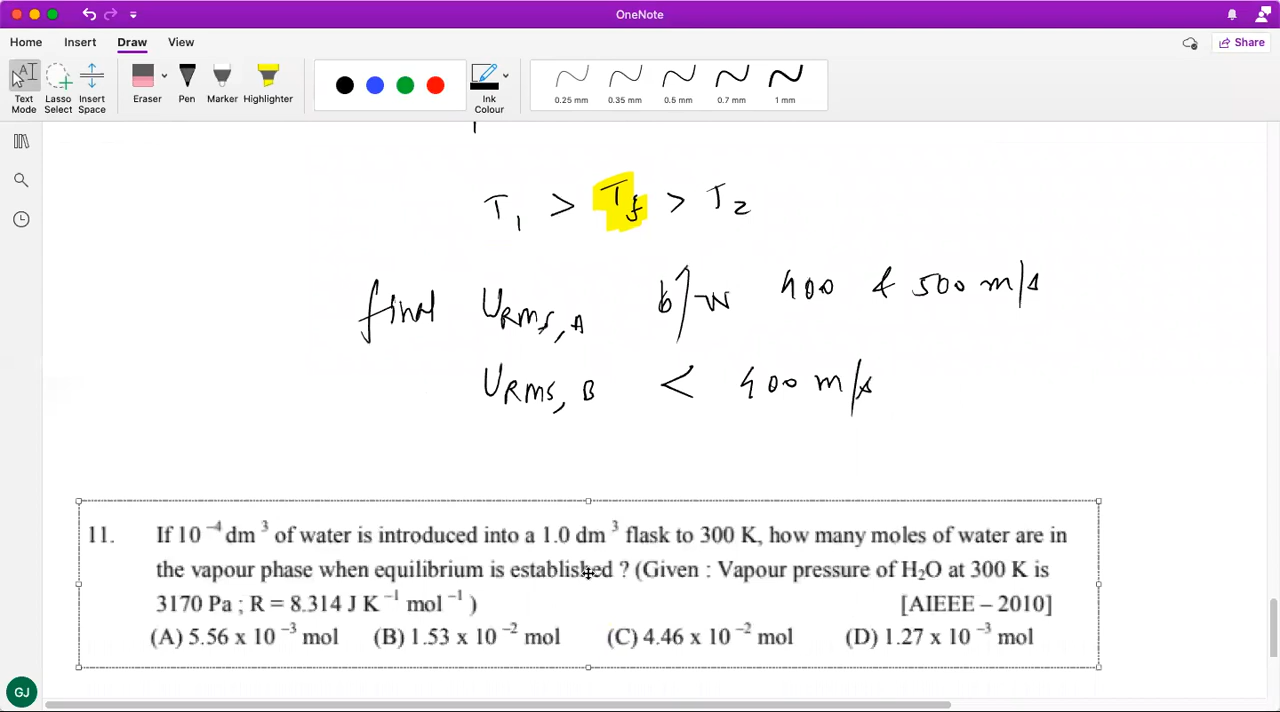 OneNote
Home Insert Draw View
Share
Text Mode
Lasso Select
Insert Space
Eraser
Pen
Marker
Highlighter
Ink Colour
0.25 mm
0.35 mm
0.5 mm
0.7 mm
1 mm
T₁ > T_f > T₂
final U_RMS, A b/w 400 & 500 m/s
U_RMS, B < 400 m/s
11. If 10⁻⁴ dm³ of water is introduced into a 1.0 dm³ flask to 300 K, how many moles of water are in
the vapour phase when equilibrium is established ? (Given : Vapour pressure of H₂O at 300 K is
3170 Pa ; R = 8.314 J K⁻¹ mol⁻¹ ) [AIEEE – 2010]
(A) 5.56 x 10⁻³ mol (B) 1.53 x 10⁻² mol (C) 4.46 x 10⁻² mol (D) 1.27 x 10⁻³ mol
GJ